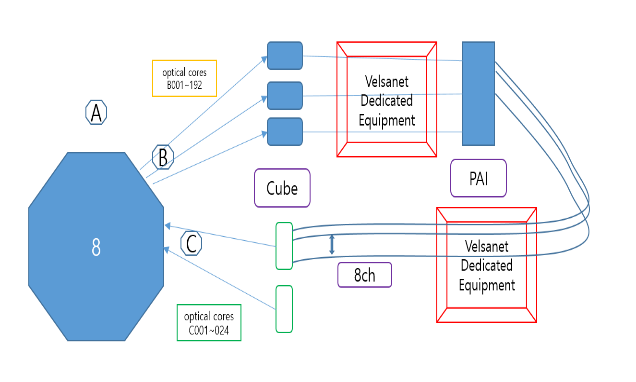 optical cores
B001~192
A
Velsanet
Dedicated
Equipment
B
Cube
PAI
8
C
Velsanet
Dedicated
Equipment
8ch
optical cores
C001~024